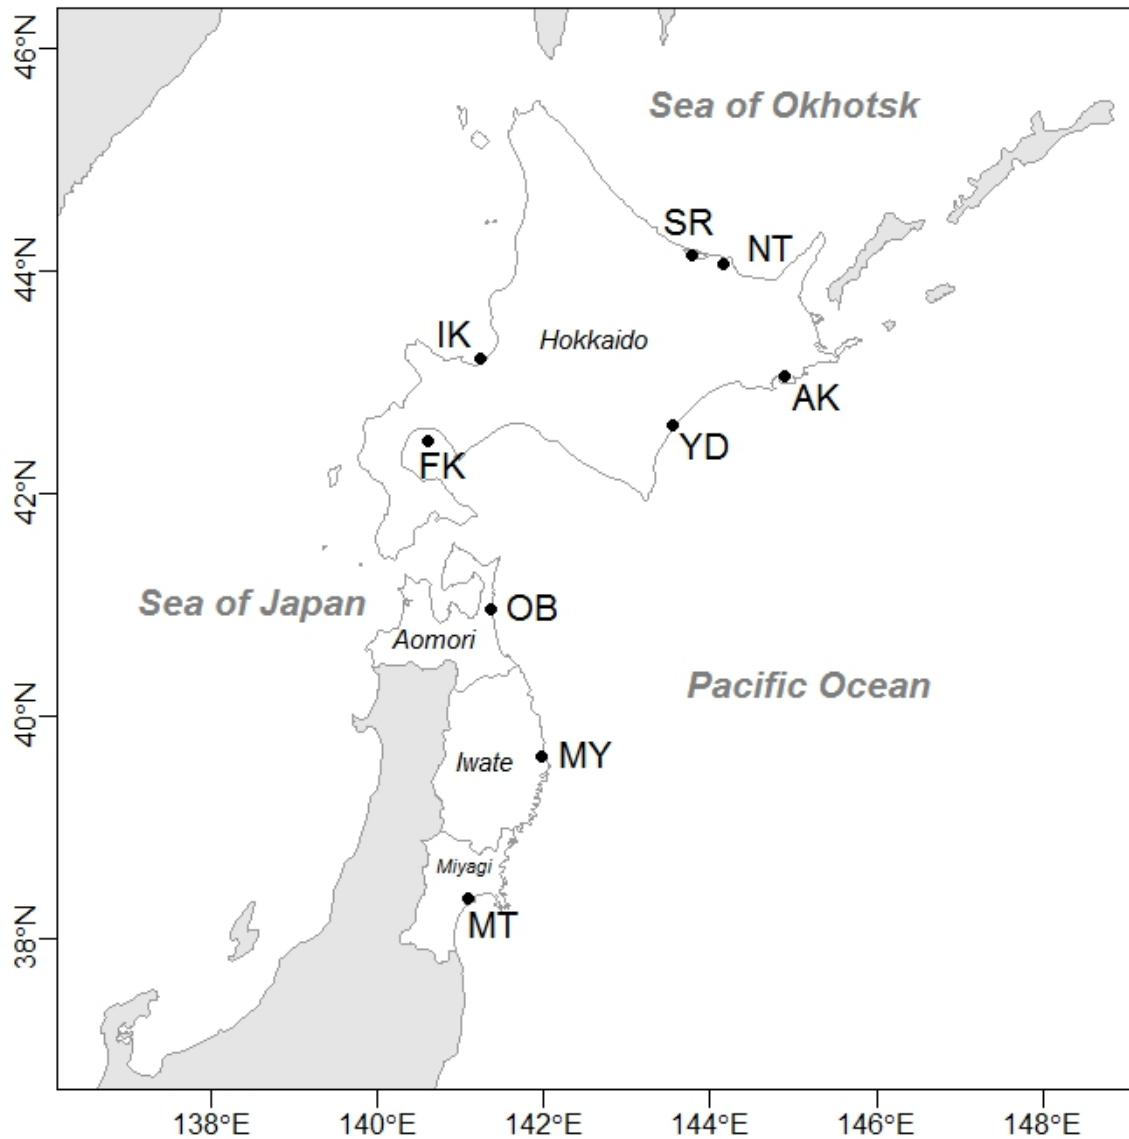 46°N
Sea of Okhotsk
SR
NT
44°N
IK
Hokkaido
AK
YD
FK
42°N
Sea of Japan
OB
Aomori
Pacific Ocean
40°N
MY
Iwate
Miyagi
MT
38°N
138°E 140°E 142°E 144°E 146°E 148°E